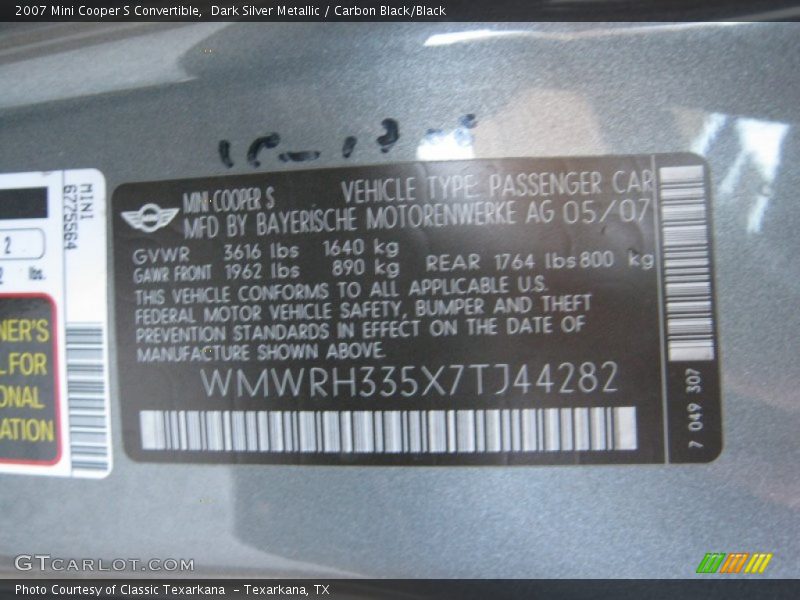 2007 Mini Cooper S Convertible,  Dark Silver Metallic / Carbon Black/Black
MINI
6775564
2
2 lbs.
NER'S
L FOR
ONAL
ATION
MINI COOPER S VEHICLE TYPE PASSENGER CAR
MFD BY BAYERISCHE MOTORENWERKE AG 05/07
GVWR 3616 lbs 1640 kg
GAWR FRONT 1962 lbs 890 kg REAR 1764 lbs 800 kg
THIS VEHICLE CONFORMS TO ALL APPLICABLE U.S.
FEDERAL MOTOR VEHICLE SAFETY, BUMPER AND THEFT
PREVENTION STANDARDS IN EFFECT ON THE DATE OF
MANUFACTURE SHOWN ABOVE.
WMWRH335X7TJ44282
7 049 307
GTCARLOT.COM
Photo Courtesy of Classic Texarkana  - Texarkana, TX